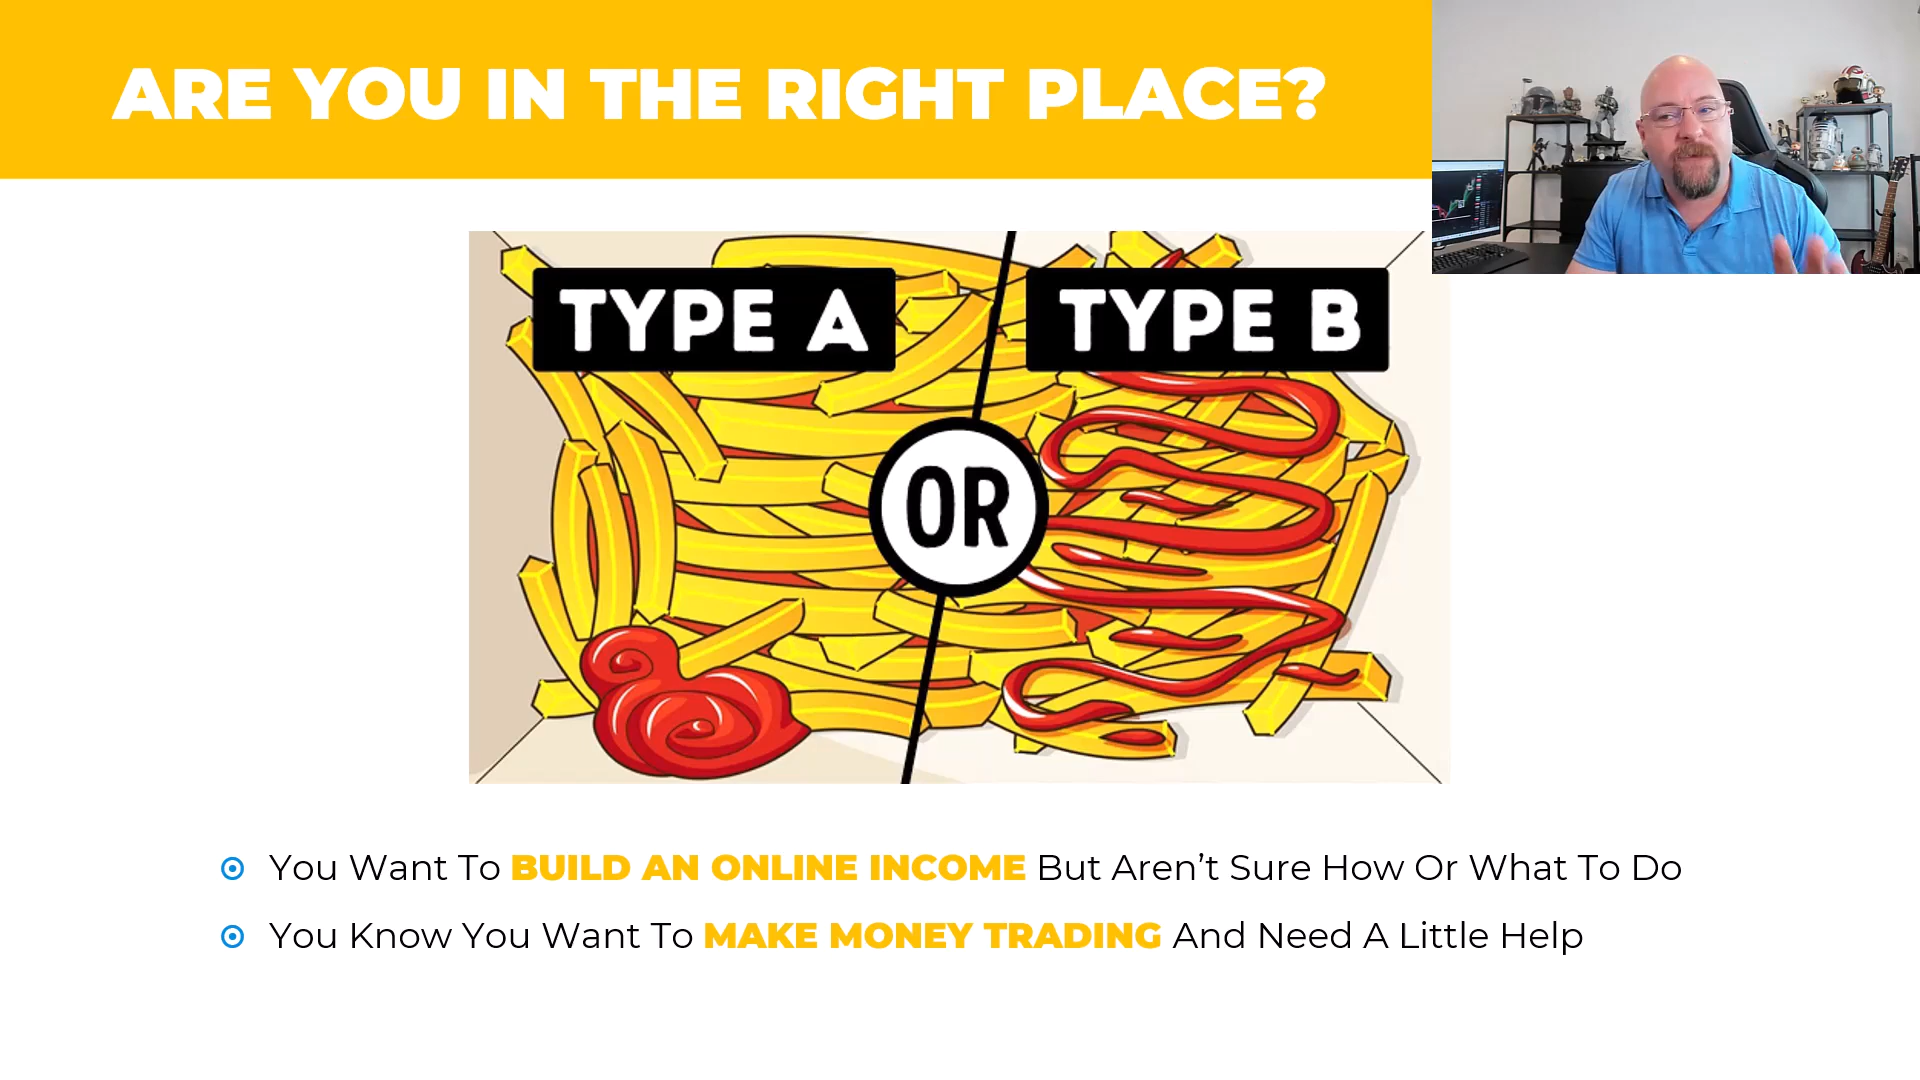 ARE YOU IN THE RIGHT PLACE?
TYPE A
TYPE B
OR
You Want To BUILD AN ONLINE INCOME But Aren’t Sure How Or What To Do
You Know You Want To MAKE MONEY TRADING And Need A Little Help